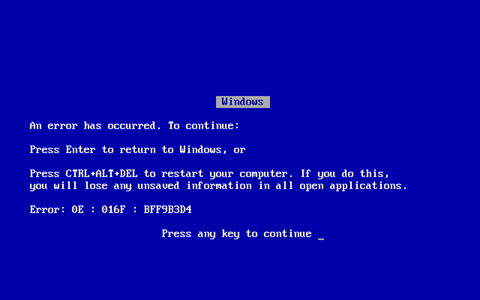 Windows
An error has occurred. To continue:
Press Enter to return to Windows, or
Press CTRL+ALT+DEL to restart your computer. If you do this,
you will lose any unsaved information in all open applications.
Error: 0E : 016F : BFF9B3D4
Press any key to continue _